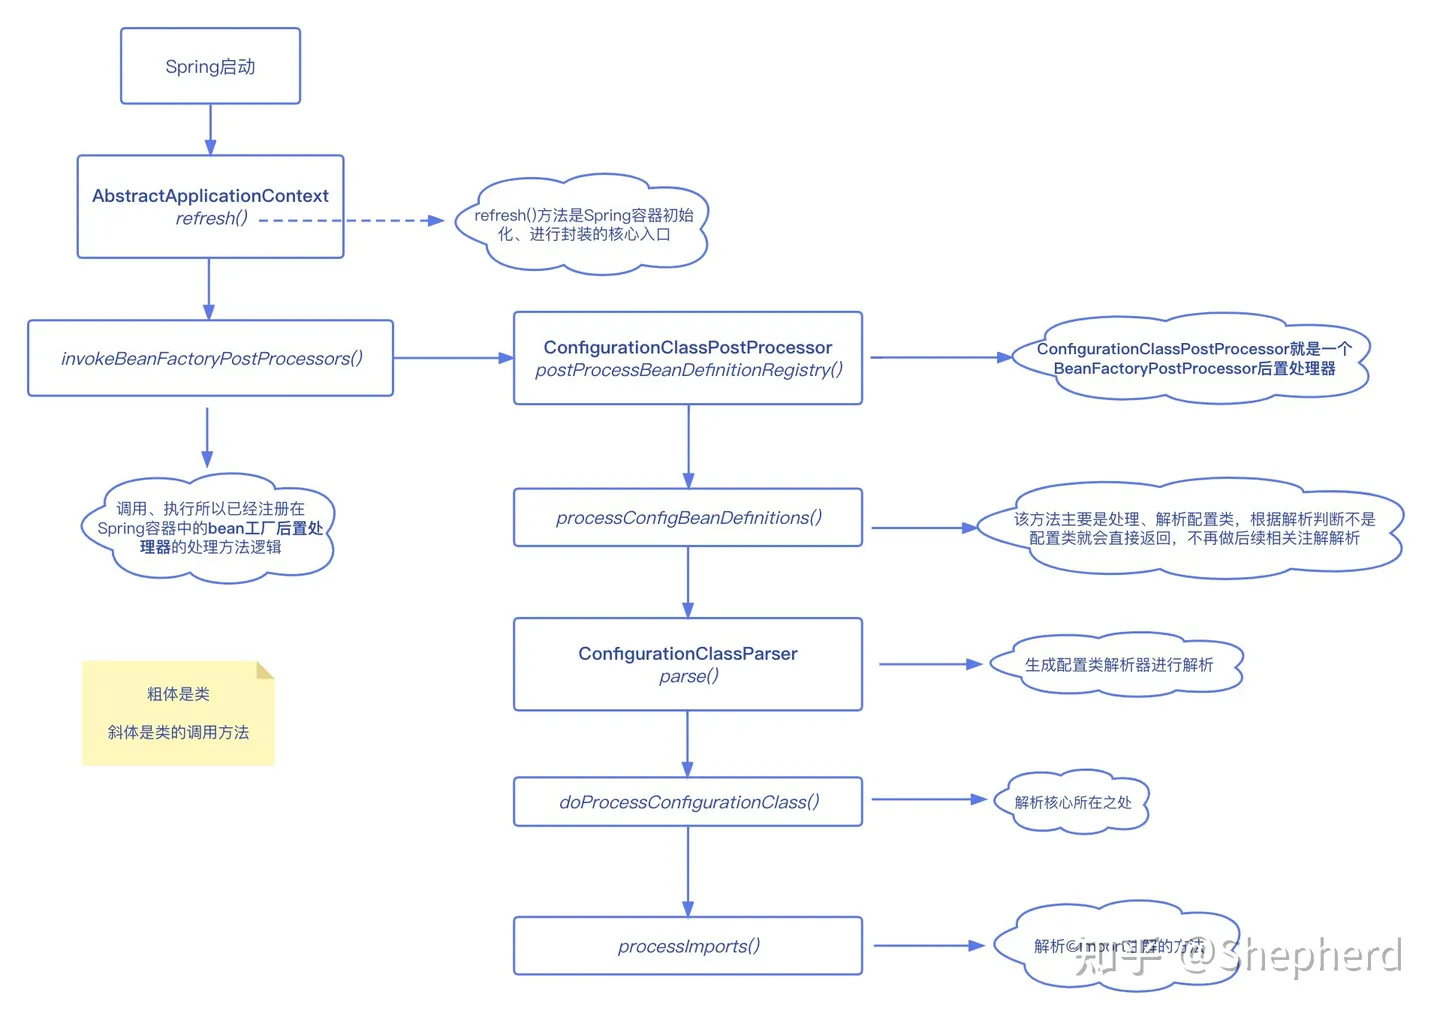 Spring启动
AbstractApplicationContext
refresh()
refresh()方法是Spring容器初始
化、进行封装的核心入口
invokeBeanFactoryPostProcessors()
ConfigurationClassPostProcessor
postProcessBeanDefinitionRegistry()
ConfigurationClassPostProcessor就是一个
BeanFactoryPostProcessor后置处理器
调用、执行所以已经注册在
Spring容器中的bean工厂后置处
理器的处理方法逻辑
processConfigBeanDefinitions()
该方法主要是处理、解析配置类，根据解析判断不是
配置类就会直接返回，不再做后续相关注解解析
ConfigurationClassParser
parse()
生成配置类解析器进行解析
粗体是类
斜体是类的调用方法
doProcessConfigurationClass()
解析核心所在之处
processImports()
解析@import注解的方法
知乎 @Shepherd